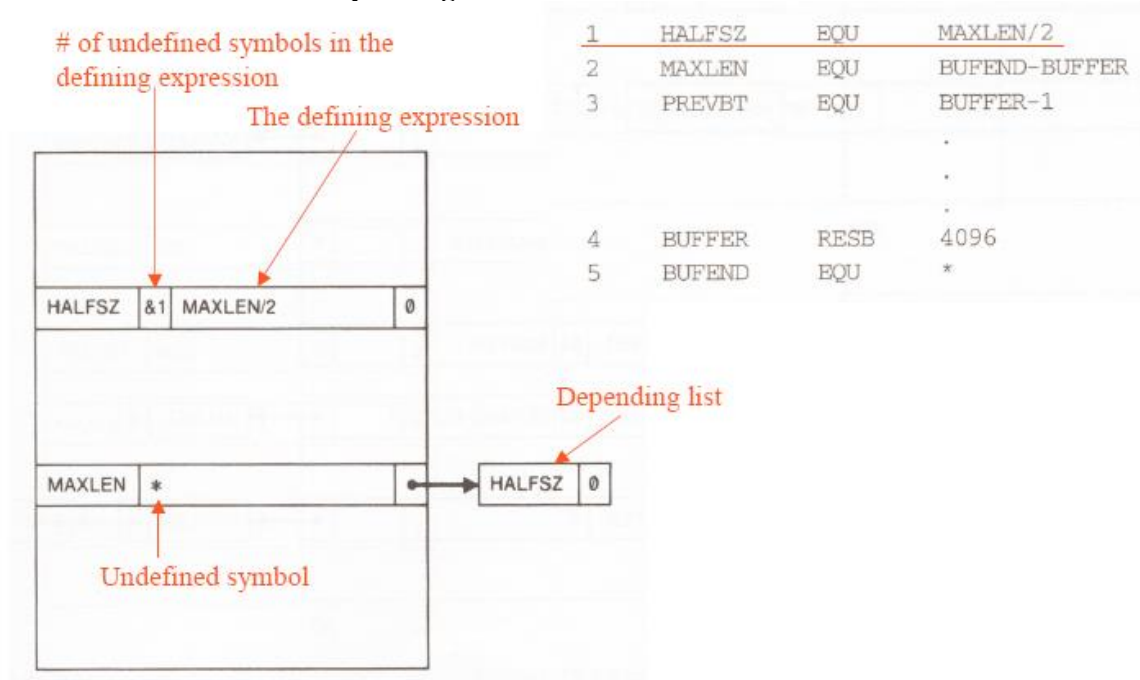 # of undefined symbols in the
defining expression
The defining expression
1 HALFSZ EQU MAXLEN/2
2 MAXLEN EQU BUFEND-BUFFER
3 PREVBT EQU BUFFER-1
.
.
.
4 BUFFER RESB 4096
5 BUFEND EQU *
HALFSZ &1 MAXLEN/2 0
Depending list
MAXLEN *
HALFSZ 0
Undefined symbol